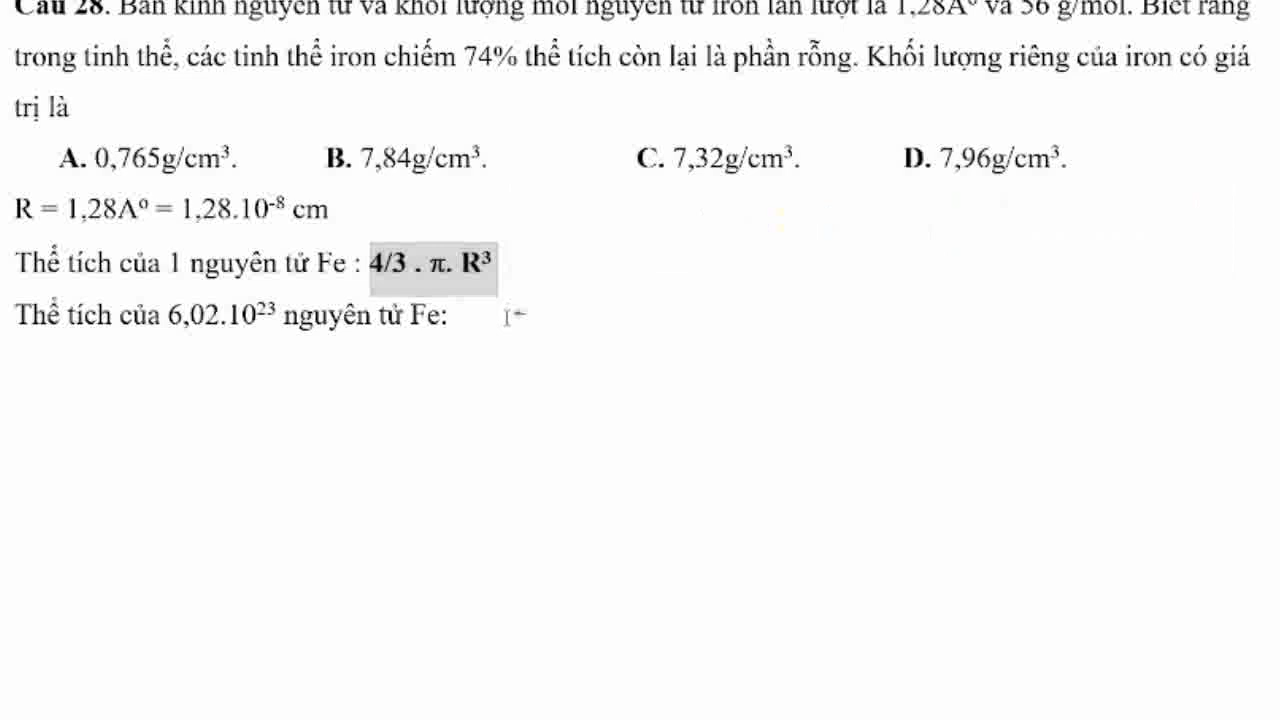 Câu 28. Bán kính nguyên tử và khối lượng mol nguyên tử iron lần lượt là 1,28Aº và 56 g/mol. Biết rằng
trong tinh thể, các tinh thể iron chiếm 74% thể tích còn lại là phần rỗng. Khối lượng riêng của iron có giá
trị là
A. 0,765g/cm³. B. 7,84g/cm³. C. 7,32g/cm³. D. 7,96g/cm³.
R = 1,28Aº = 1,28.10⁻⁸ cm
Thể tích của 1 nguyên tử Fe : 4/3 . π. R³
Thể tích của 6,02.10²³ nguyên tử Fe: